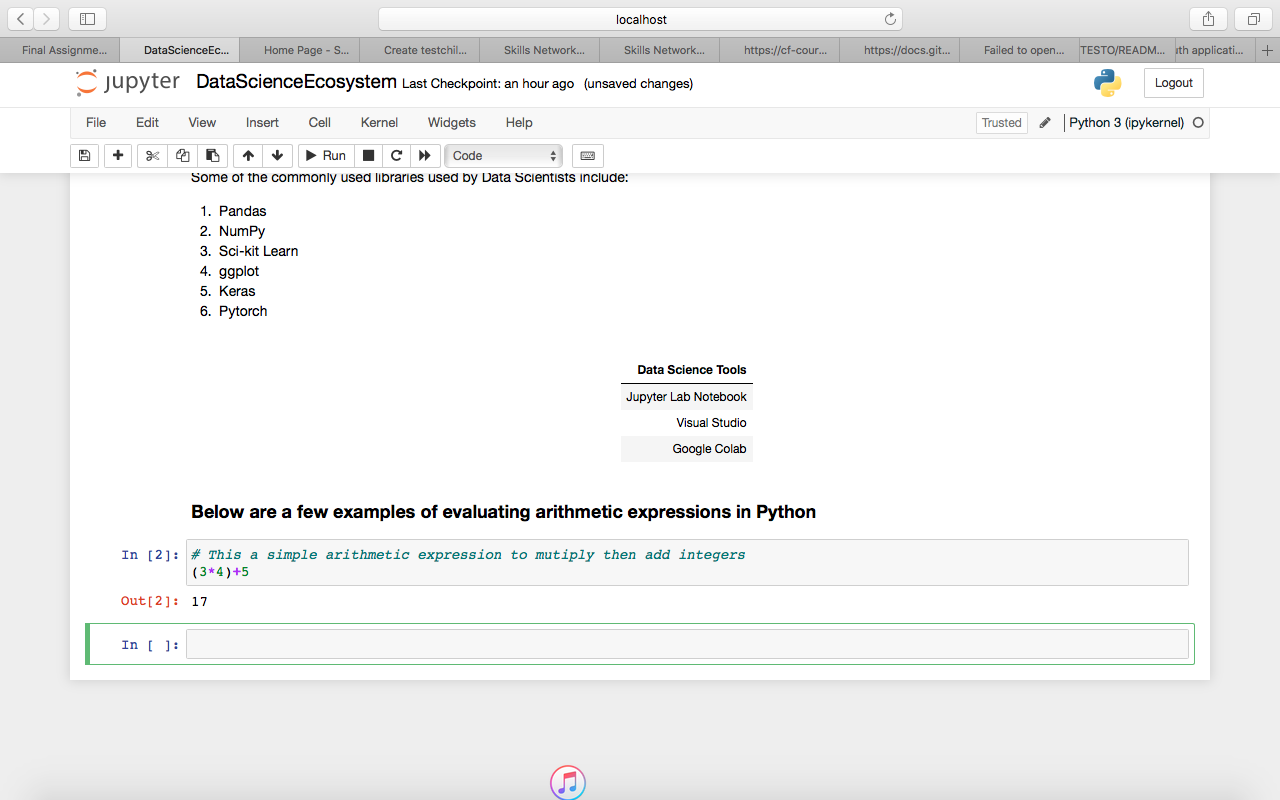 localhost
Final Assignme...
DataScienceEc...
Home Page - S...
Create testchil...
Skills Network...
Skills Network...
https://cf-cour...
https://docs.git...
Failed to open...
TESTO/READM...
uth applicati...
jupyter DataScienceEcosystem Last Checkpoint: an hour ago (unsaved changes)
Logout
File Edit View Insert Cell Kernel Widgets Help
Trusted
Python 3 (ipykernel)
Run
Code
Some of the commonly used libraries used by Data Scientists include:
1. Pandas
2. NumPy
3. Sci-kit Learn
4. ggplot
5. Keras
6. Pytorch
Data Science Tools
Jupyter Lab Notebook
Visual Studio
Google Colab
Below are a few examples of evaluating arithmetic expressions in Python
In [2]: # This a simple arithmetic expression to mutiply then add integers
(3*4)+5
Out[2]: 17
In [ ]: